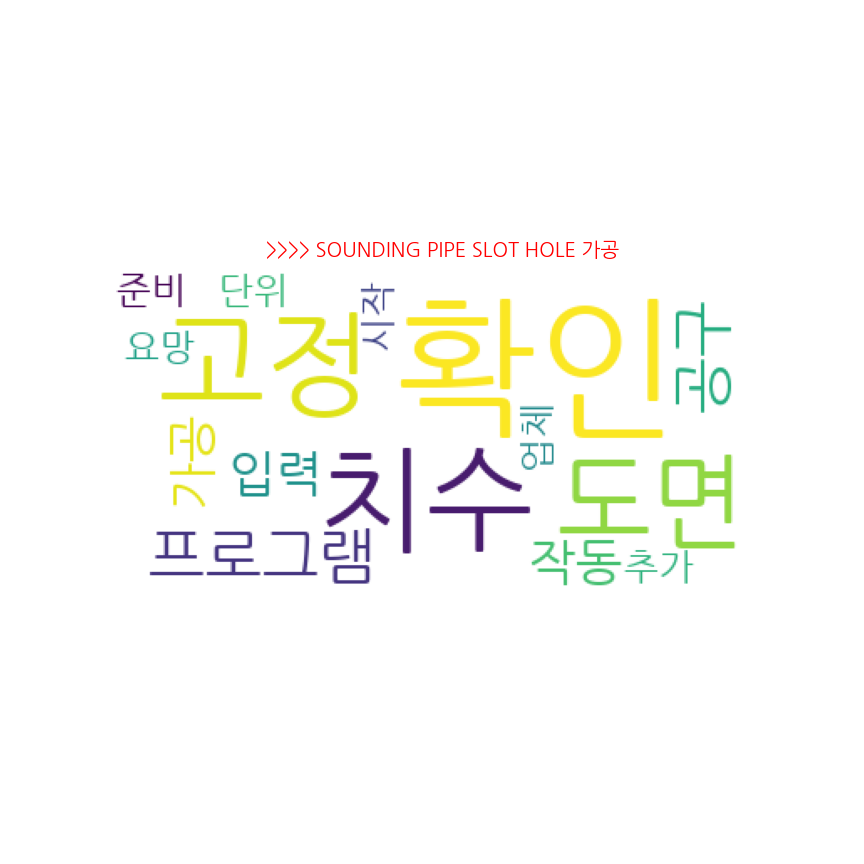 >>>> SOUNDING PIPE SLOT HOLE 가공
준비
단위
시작
고정
확인
공구
요망
가공
입력
치수
업체
도면
프로그램
작동
추가